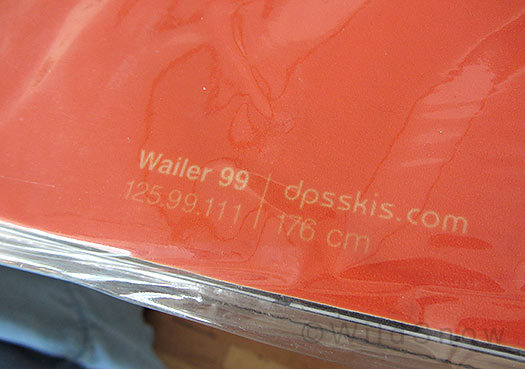 Wailer 99 | dpsskis.com
125.99.111 | 176 cm
© WildSnow